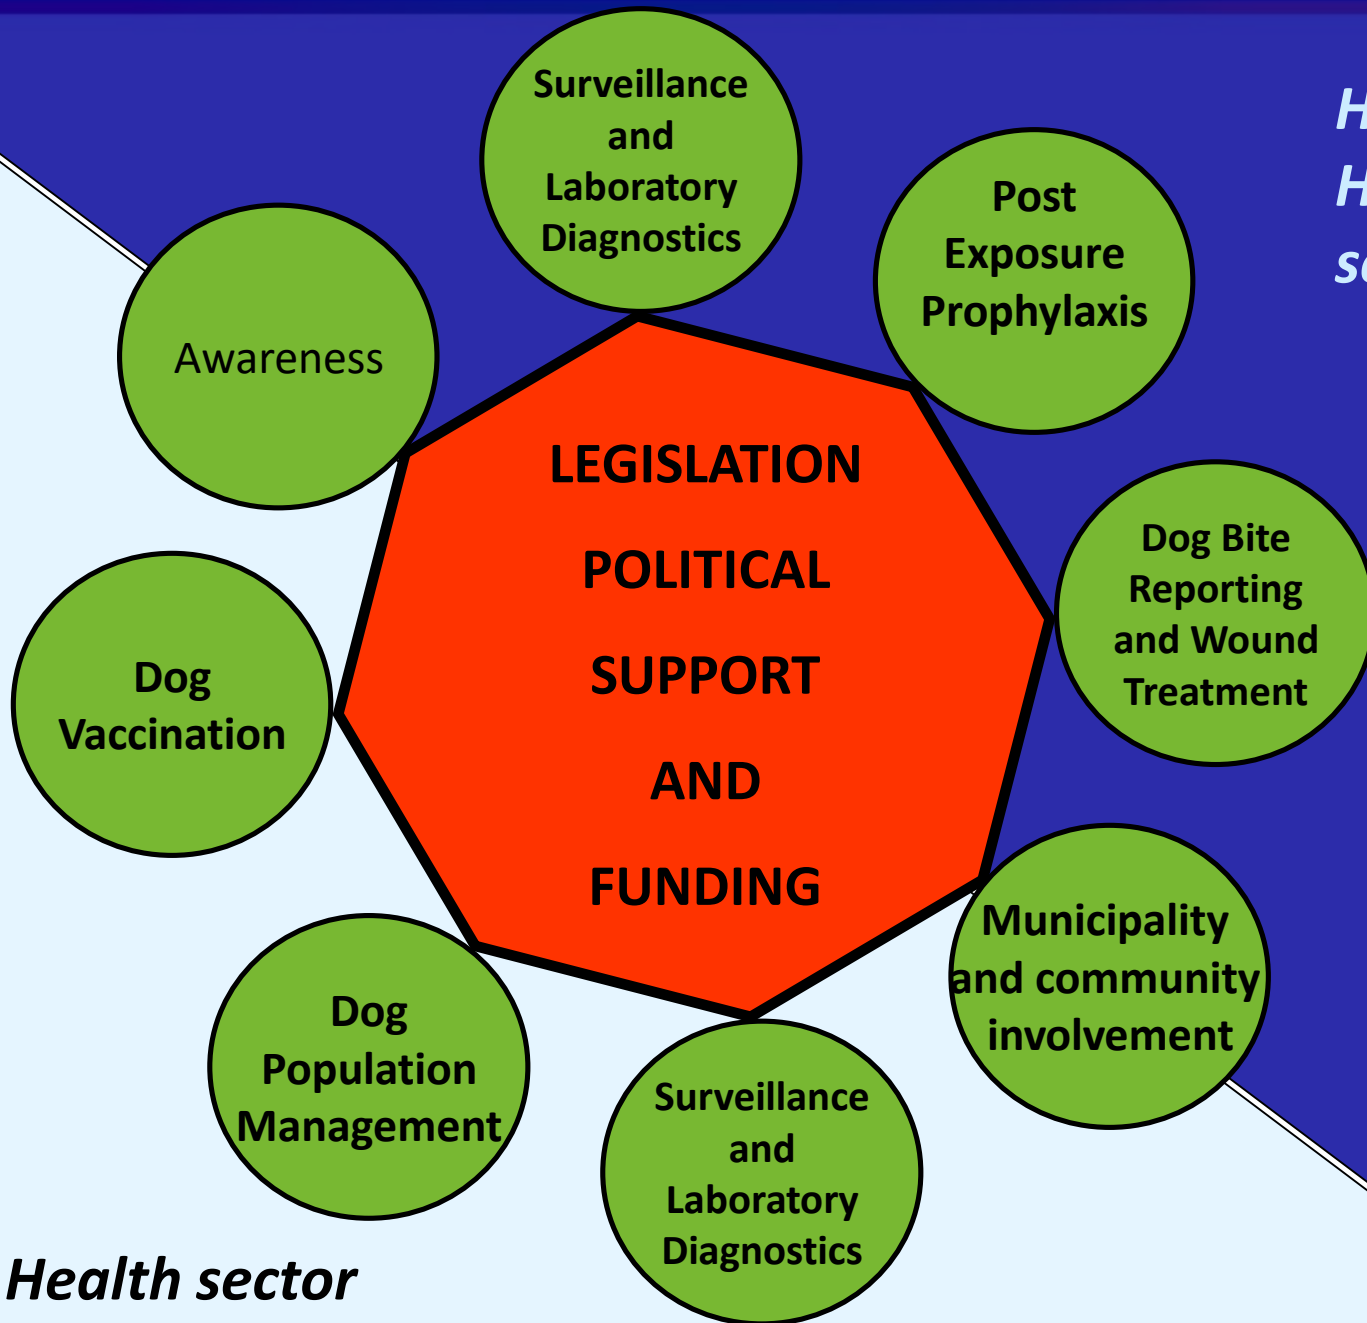 Surveillance
and
Laboratory
Diagnostics
Post
Exposure
Prophylaxis
Awareness
Dog Bite
Reporting
and Wound
Treatment
LEGISLATION
POLITICAL
SUPPORT
AND
FUNDING
Dog
Vaccination
Municipality
and community
involvement
Dog
Population
Management
Surveillance
and
Laboratory
Diagnostics
Health sector